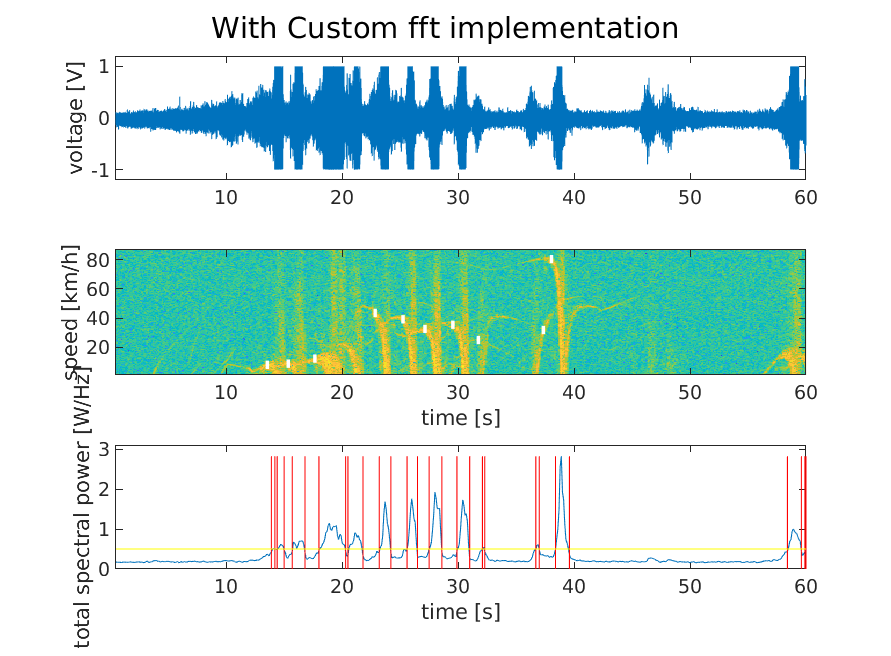 With Custom fft implementation
voltage [V]
1
0
-1
10 20 30 40 50 60
speed [km/h]
80
60
40
20
10 20 30 40 50 60
time [s]
total spectral power [W/Hz]
3
2
1
0
10 20 30 40 50 60
time [s]